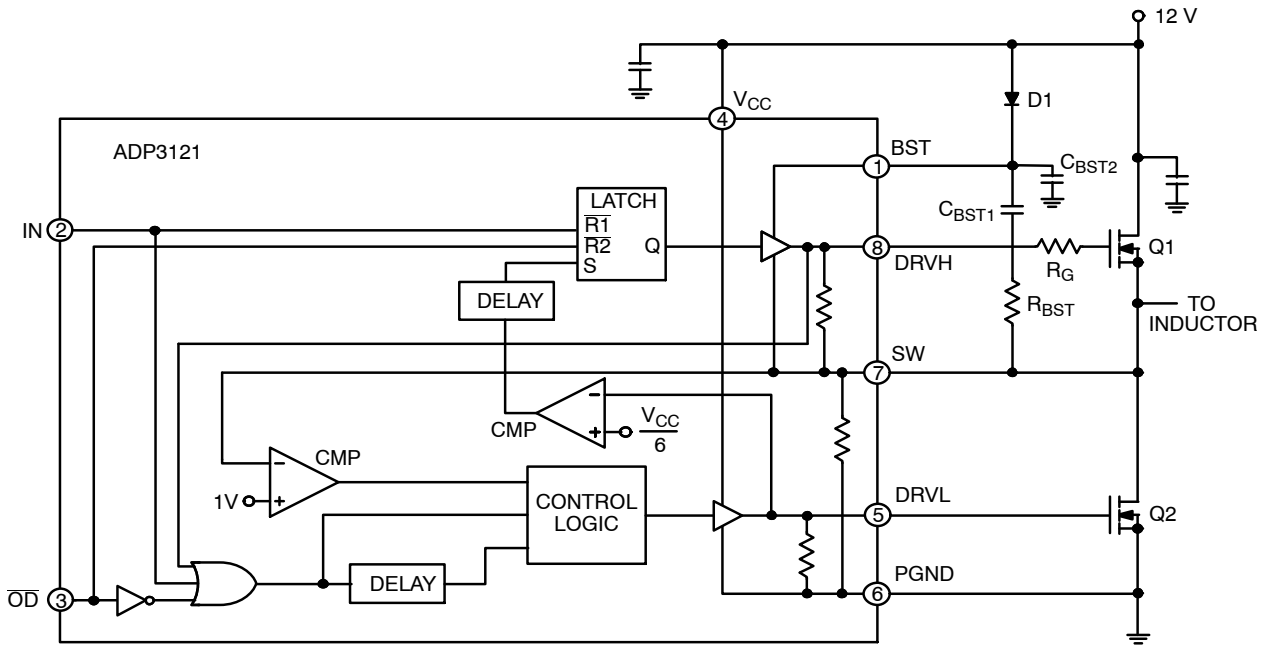 12 V
D1
VCC
4
ADP3121
BST
1
CBST2
CBST1
LATCH
IN
2
R1
R2
Q
S
8
DRVH
RG
Q1
RBST
TO
INDUCTOR
DELAY
SW
7
CMP
−
+
VCC
6
CMP
−
1V
+
CONTROL
LOGIC
DRVL
5
Q2
DELAY
PGND
6
OD
3